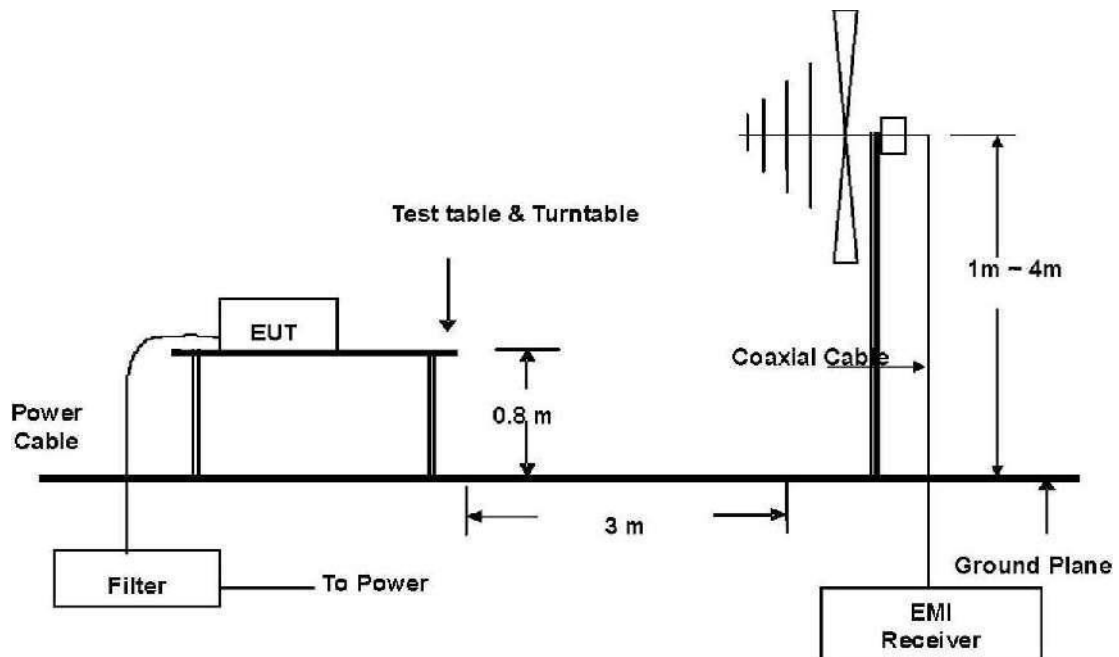 Test table & Turntable
EUT
1m ~ 4m
Coaxial Cable
0.8 m
Power
Cable
3 m
Ground Plane
Filter
To Power
EMI
Receiver